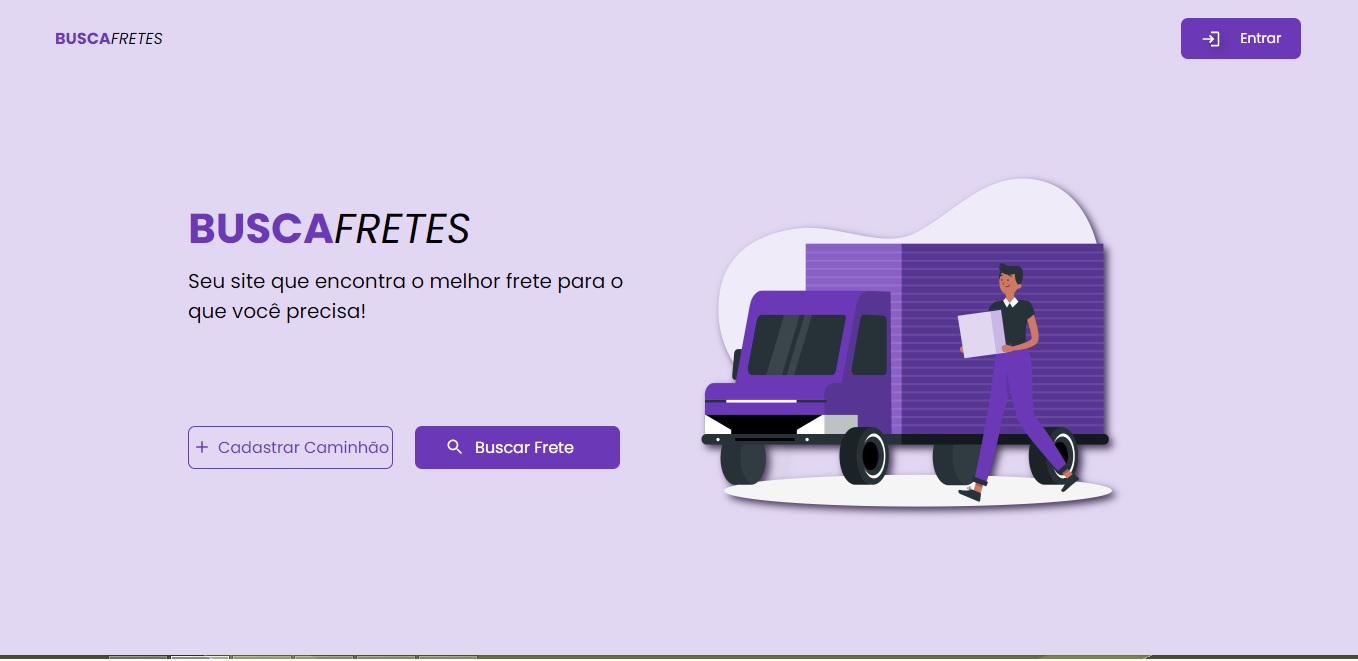 BUSCAFRETES
Entrar
BUSCAFRETES
Seu site que encontra o melhor frete para o
que você precisa!
+ Cadastrar Caminhão
Buscar Frete